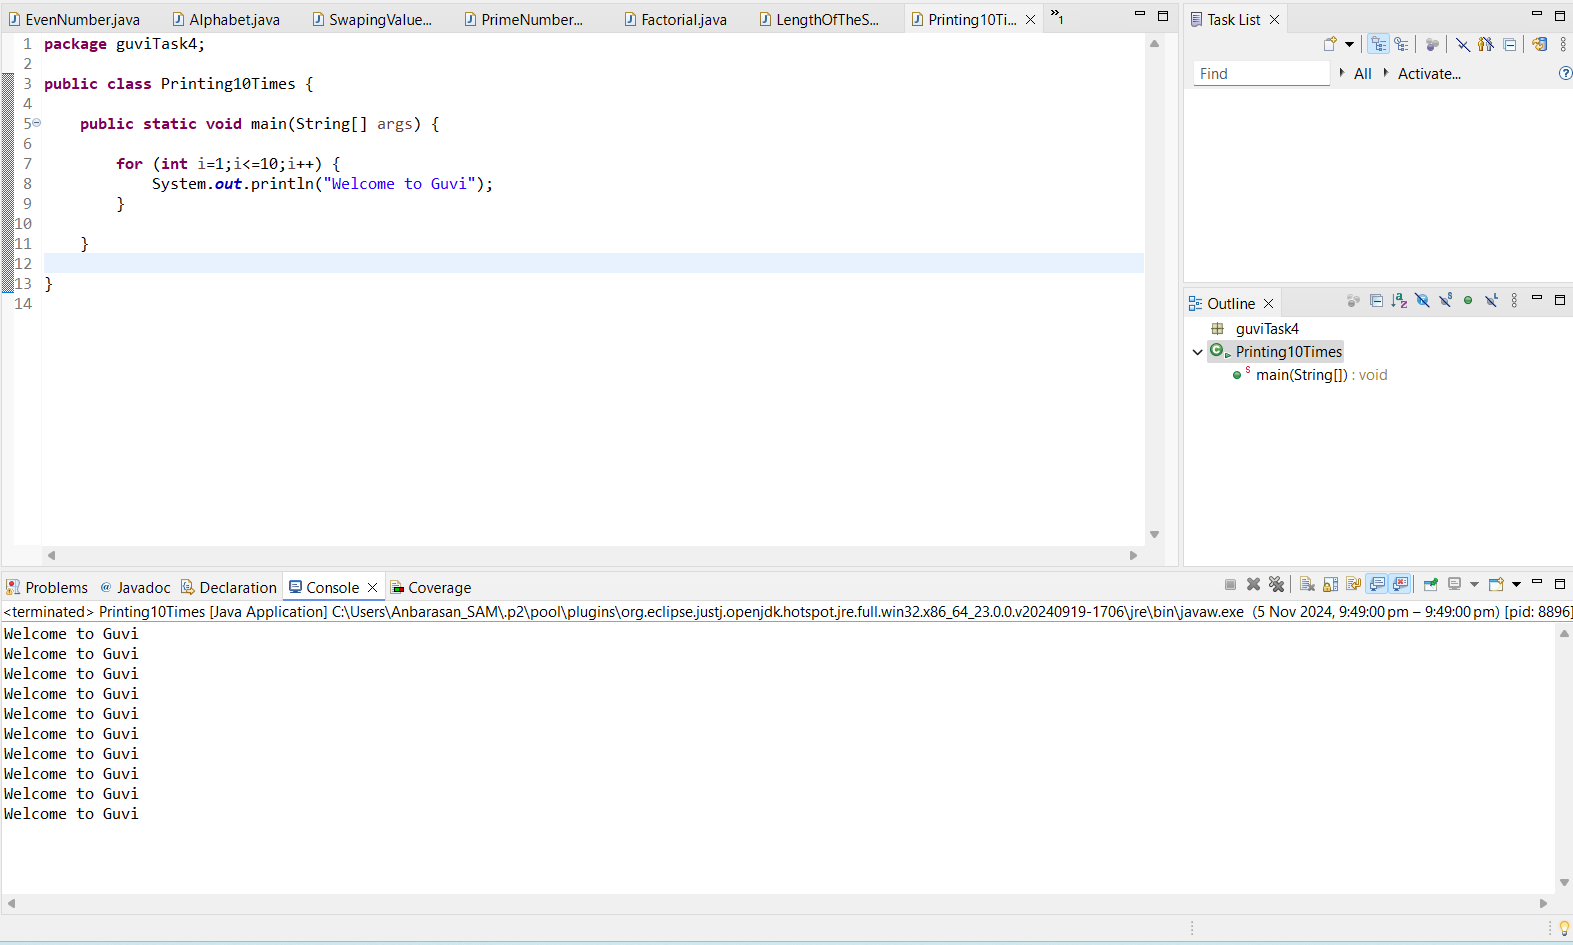 EvenNumber.java Alphabet.java SwapingValue... PrimeNumber... Factorial.java LengthOfTheS... Printing10Ti... »1
1 package guviTask4;
2
3 public class Printing10Times {
4
5 public static void main(String[] args) {
6
7 for (int i=1;i<=10;i++) {
8 System.out.println("Welcome to Guvi");
9 }
10
11 }
12
13 }
14
Task List
Find All Activate...
Outline
guviTask4
Printing10Times
main(String[]) : void
Problems @ Javadoc Declaration Console Coverage
<terminated> Printing10Times [Java Application] C:\Users\Anbarasan_SAM\.p2\pool\plugins\org.eclipse.justj.openjdk.hotspot.jre.full.win32.x86_64_23.0.0.v20240919-1706\jre\bin\javaw.exe (5 Nov 2024, 9:49:00 pm – 9:49:00 pm) [pid: 8896]
Welcome to Guvi
Welcome to Guvi
Welcome to Guvi
Welcome to Guvi
Welcome to Guvi
Welcome to Guvi
Welcome to Guvi
Welcome to Guvi
Welcome to Guvi
Welcome to Guvi